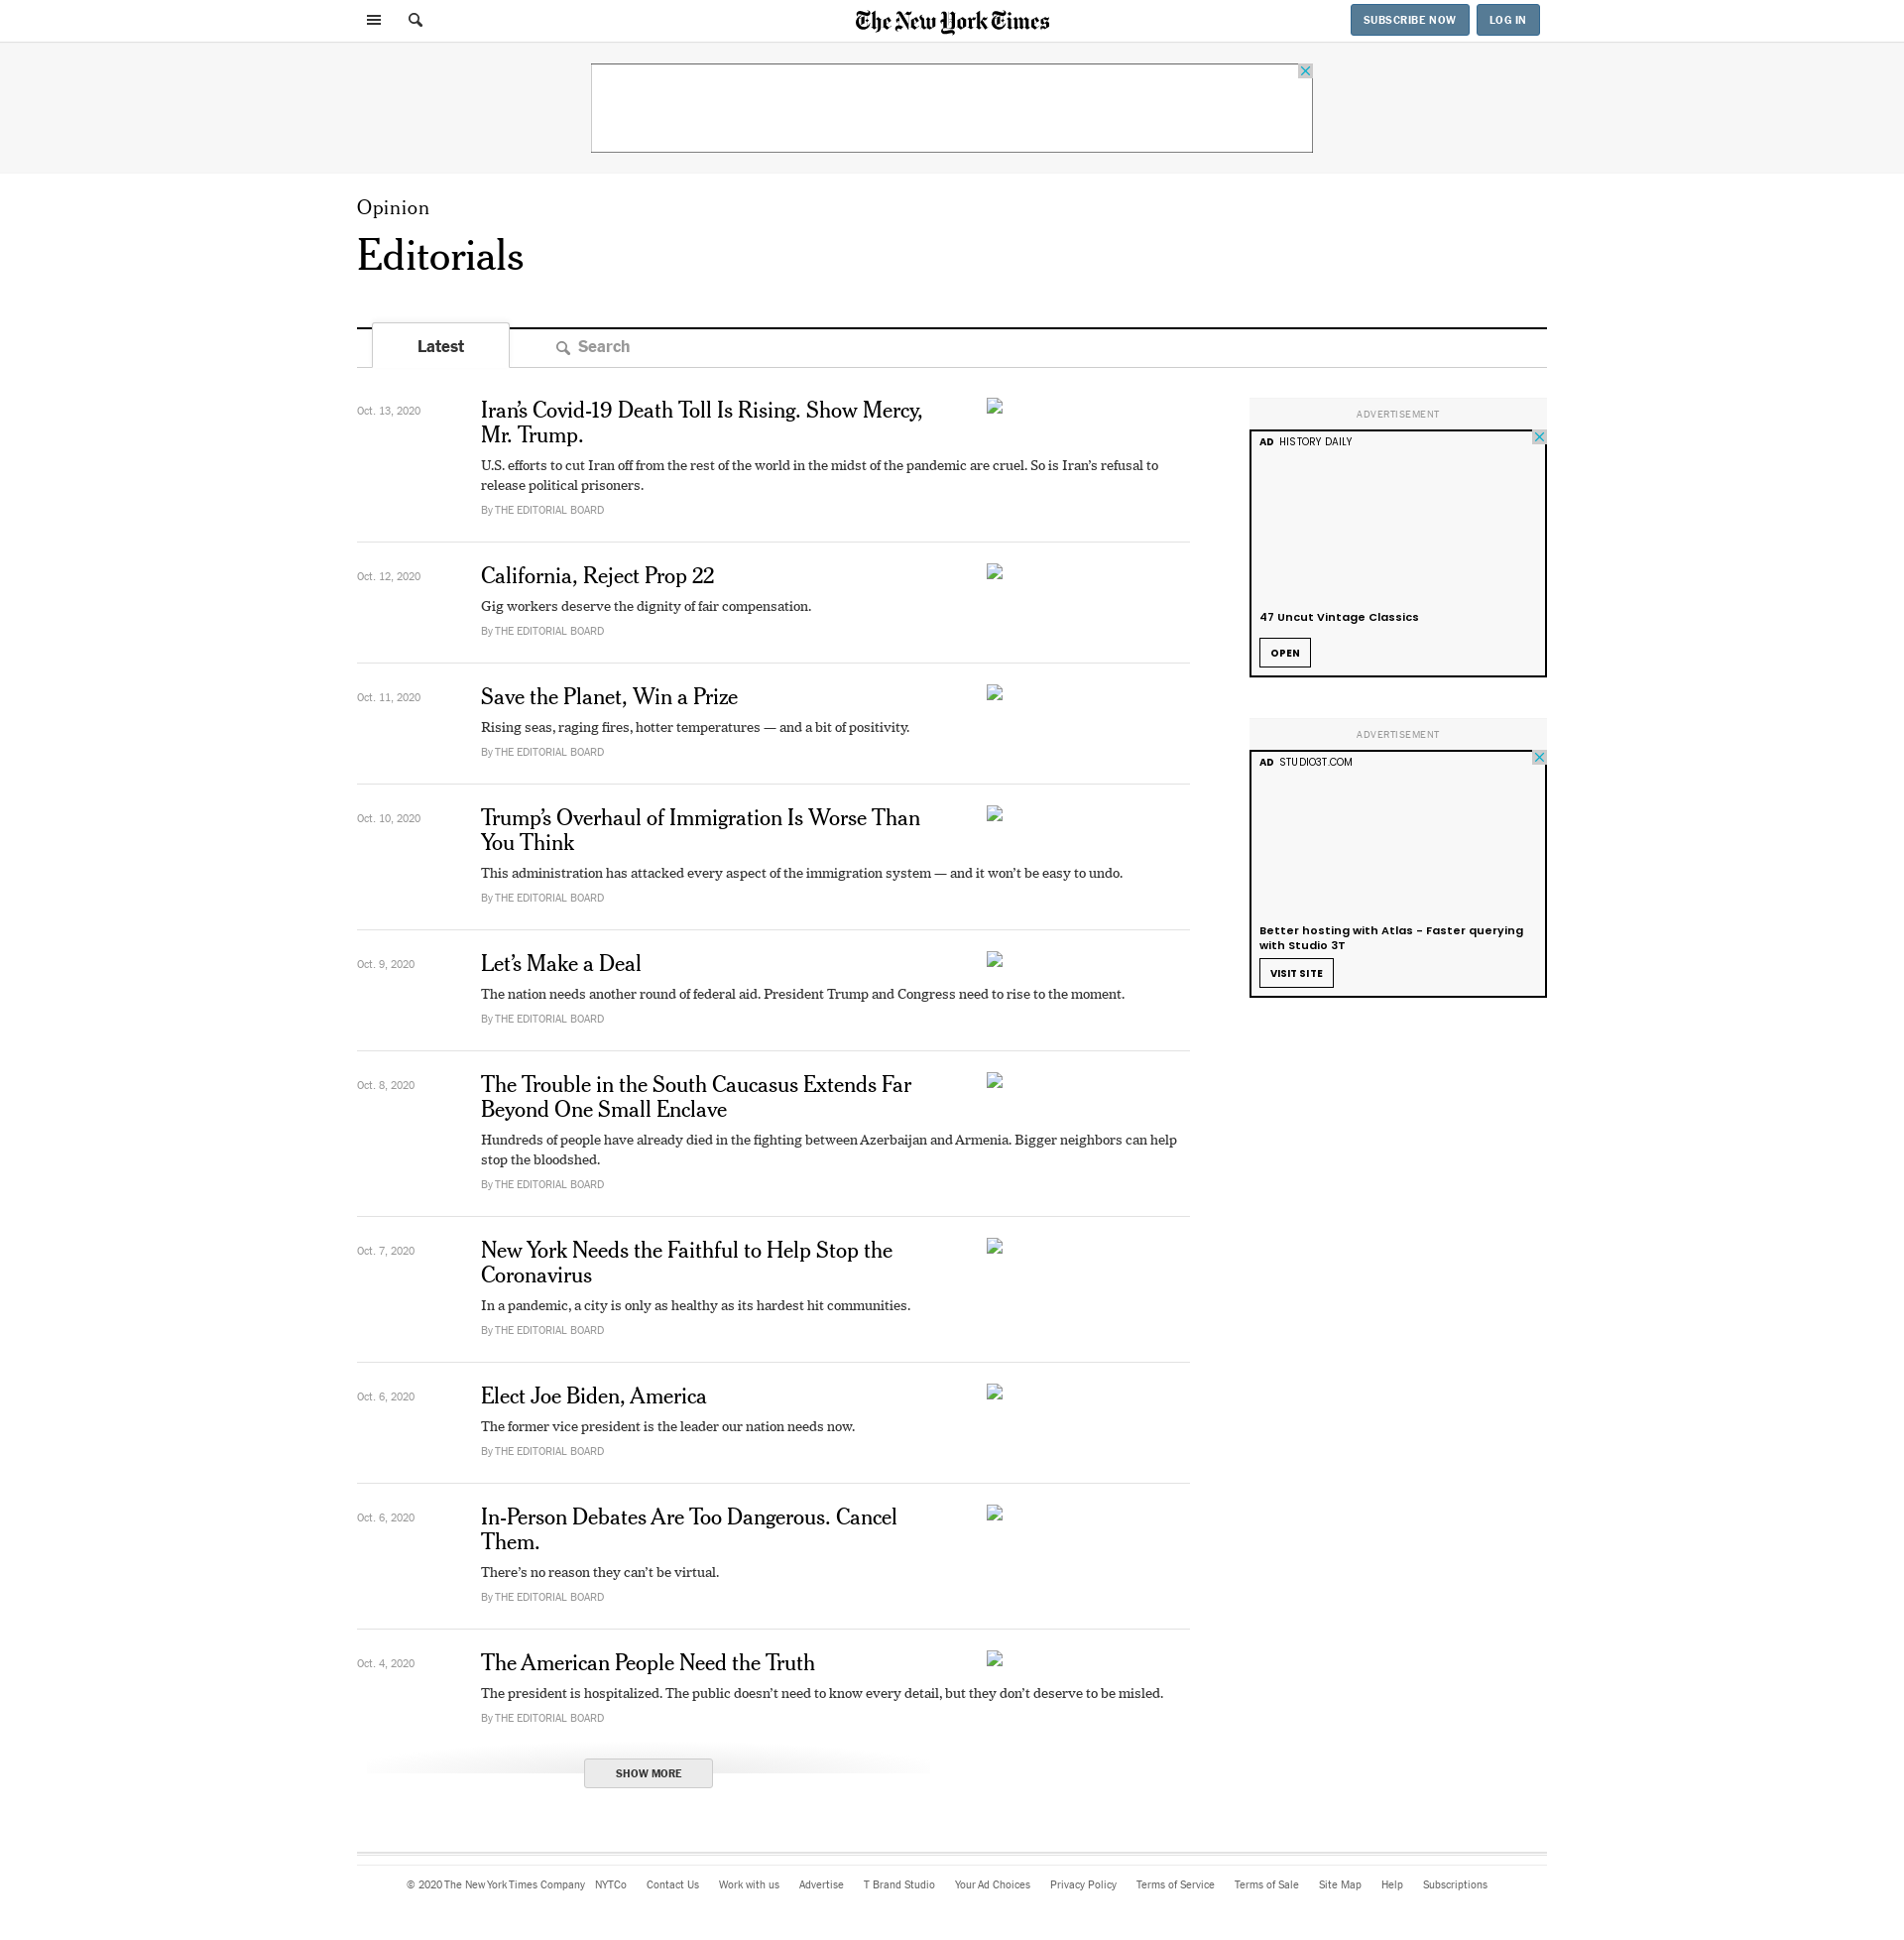 The New York Times
SUBSCRIBE NOW
LOG IN
Opinion
Editorials
Latest
Search
Oct. 13, 2020
Iran’s Covid-19 Death Toll Is Rising. Show Mercy,
Mr. Trump.
U.S. efforts to cut Iran off from the rest of the world in the midst of the pandemic are cruel. So is Iran’s refusal to
release political prisoners.
By THE EDITORIAL BOARD
Oct. 12, 2020
California, Reject Prop 22
Gig workers deserve the dignity of fair compensation.
By THE EDITORIAL BOARD
Oct. 11, 2020
Save the Planet, Win a Prize
Rising seas, raging fires, hotter temperatures — and a bit of positivity.
By THE EDITORIAL BOARD
Oct. 10, 2020
Trump’s Overhaul of Immigration Is Worse Than
You Think
This administration has attacked every aspect of the immigration system — and it won’t be easy to undo.
By THE EDITORIAL BOARD
Oct. 9, 2020
Let’s Make a Deal
The nation needs another round of federal aid. President Trump and Congress need to rise to the moment.
By THE EDITORIAL BOARD
Oct. 8, 2020
The Trouble in the South Caucasus Extends Far
Beyond One Small Enclave
Hundreds of people have already died in the fighting between Azerbaijan and Armenia. Bigger neighbors can help
stop the bloodshed.
By THE EDITORIAL BOARD
Oct. 7, 2020
New York Needs the Faithful to Help Stop the
Coronavirus
In a pandemic, a city is only as healthy as its hardest hit communities.
By THE EDITORIAL BOARD
Oct. 6, 2020
Elect Joe Biden, America
The former vice president is the leader our nation needs now.
By THE EDITORIAL BOARD
Oct. 6, 2020
In-Person Debates Are Too Dangerous. Cancel
Them.
There’s no reason they can’t be virtual.
By THE EDITORIAL BOARD
Oct. 4, 2020
The American People Need the Truth
The president is hospitalized. The public doesn’t need to know every detail, but they don’t deserve to be misled.
By THE EDITORIAL BOARD
SHOW MORE
ADVERTISEMENT
AD HISTORY DAILY
47 Uncut Vintage Classics
OPEN
ADVERTISEMENT
AD STUDIO3T.COM
Better hosting with Atlas - Faster querying
with Studio 3T
VISIT SITE
© 2020 The New York Times Company NYTCo Contact Us Work with us Advertise T Brand Studio Your Ad Choices Privacy Policy Terms of Service Terms of Sale Site Map Help Subscriptions